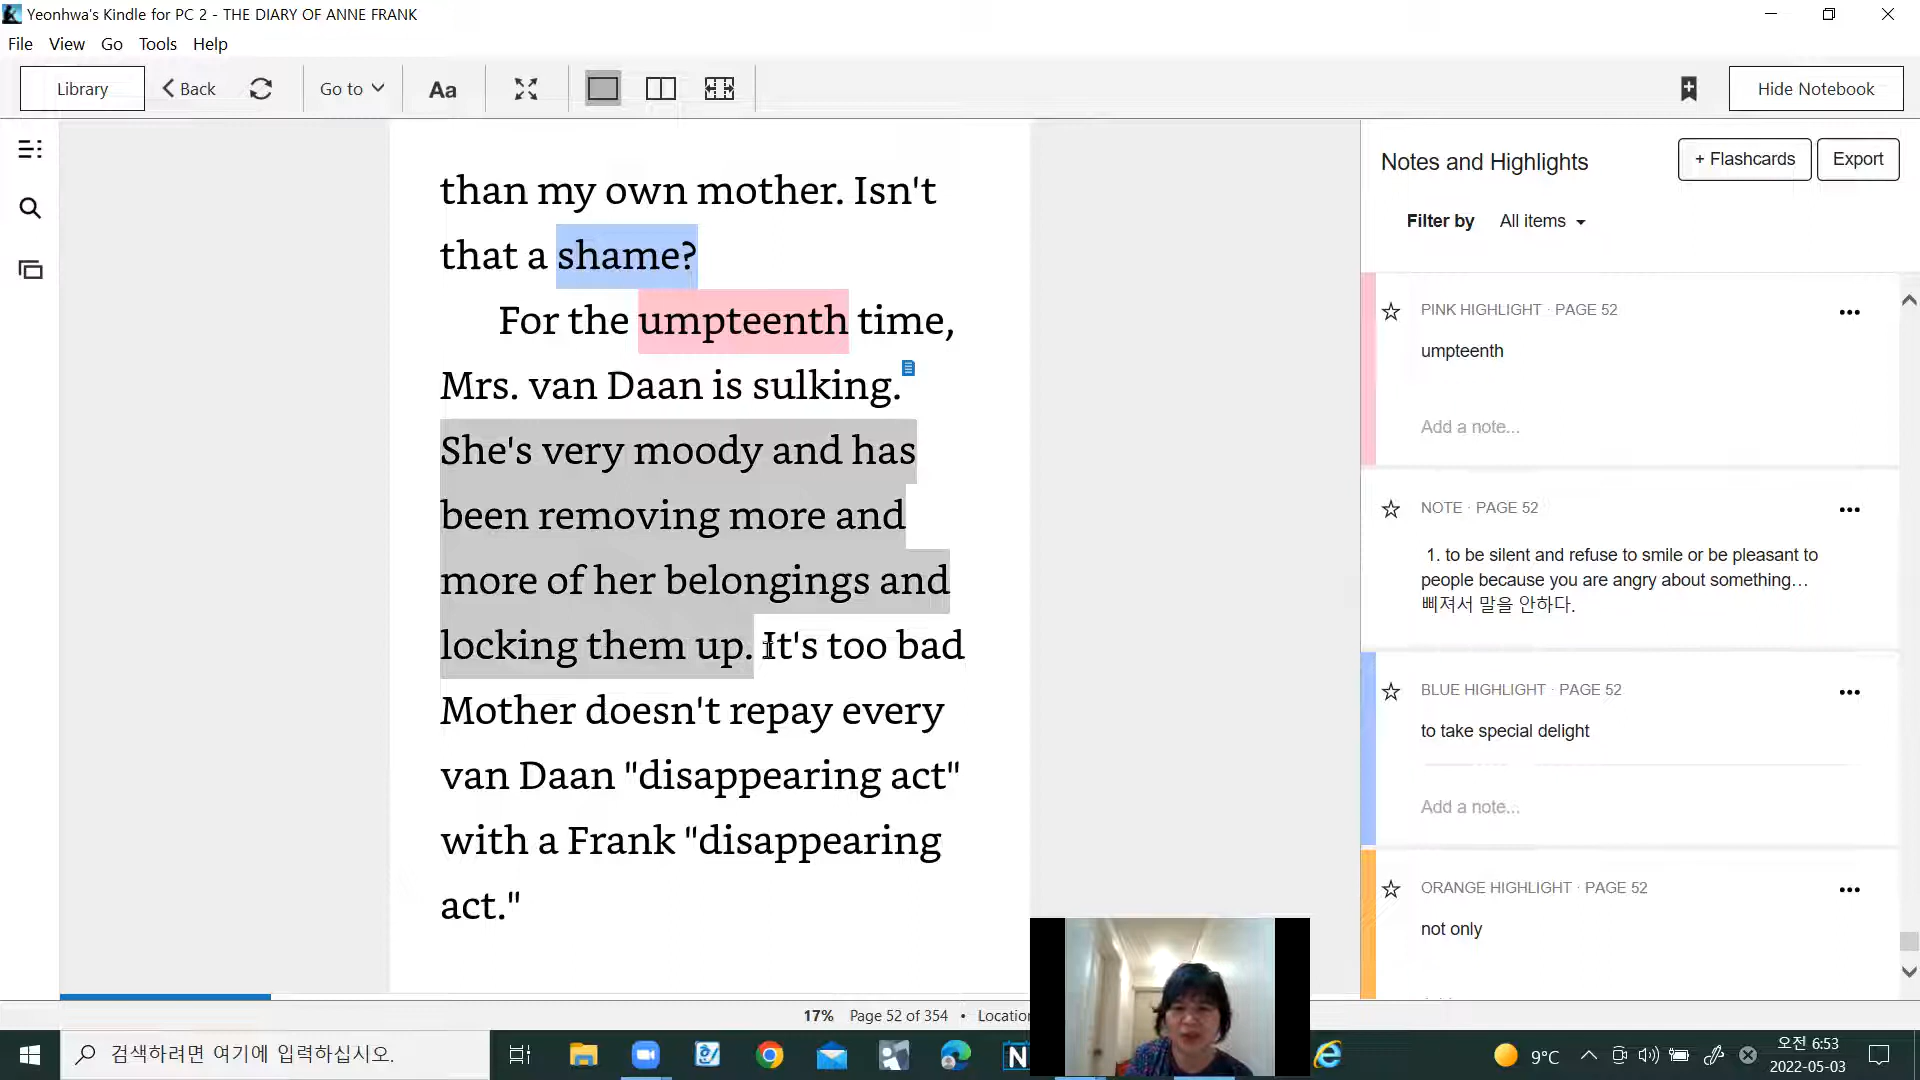 Yeonhwa's Kindle for PC 2 - THE DIARY OF ANNE FRANK
File View Go Tools Help
Library Back Go to Aa Hide Notebook
than my own mother. Isn't
that a shame?
For the umpteenth time,
Mrs. van Daan is sulking.
She's very moody and has
been removing more and
more of her belongings and
locking them up. It's too bad
Mother doesn't repay every
van Daan "disappearing act"
with a Frank "disappearing
act."
Notes and Highlights + Flashcards Export
Filter by All items
PINK HIGHLIGHT · PAGE 52
umpteenth
Add a note...
NOTE · PAGE 52
1. to be silent and refuse to smile or be pleasant to
people because you are angry about something…
삐져서 말을 안하다.
BLUE HIGHLIGHT · PAGE 52
to take special delight
Add a note...
ORANGE HIGHLIGHT · PAGE 52
not only
17% Page 52 of 354 • Location
검색하려면 여기에 입력하십시오.
N
9°C
오전 6:53
2022-05-03